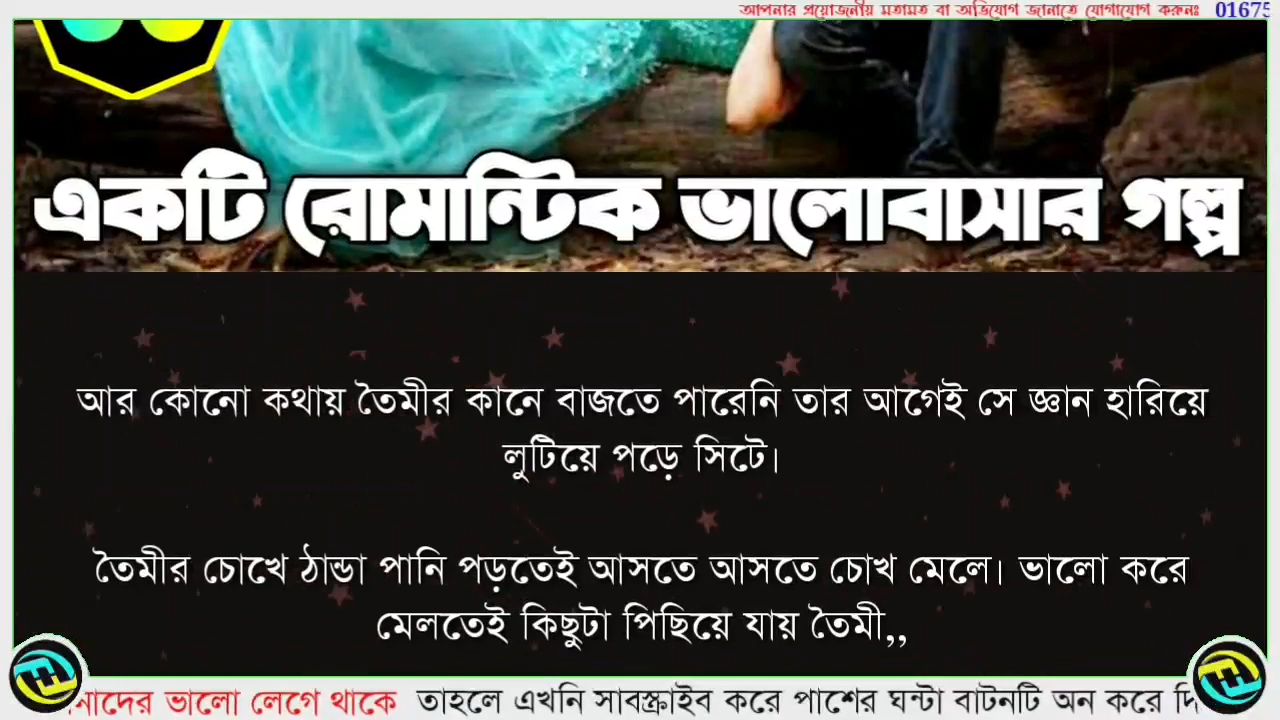 আপনার প্রয়োজনীয় মতামত বা অভিযোগ জানাতে যোগাযোগ করুনঃ 01675
একটি রোমান্টিক ভালোবাসার গল্প
আর কোনো কথায় তৈমীর কানে বাজতে পারেনি তার আগেই সে জ্ঞান হারিয়ে
লুটিয়ে পড়ে সিটে।
তৈমীর চোখে ঠান্ডা পানি পড়তেই আসতে আসতে চোখ মেলে। ভালো করে
মেলতেই কিছুটা পিছিয়ে যায় তৈমী,,
নাদের ভালো লেগে থাকে তাহলে এখনি সাবস্ক্রাইব করে পাশের ঘন্টা বাটনটি অন করে দি